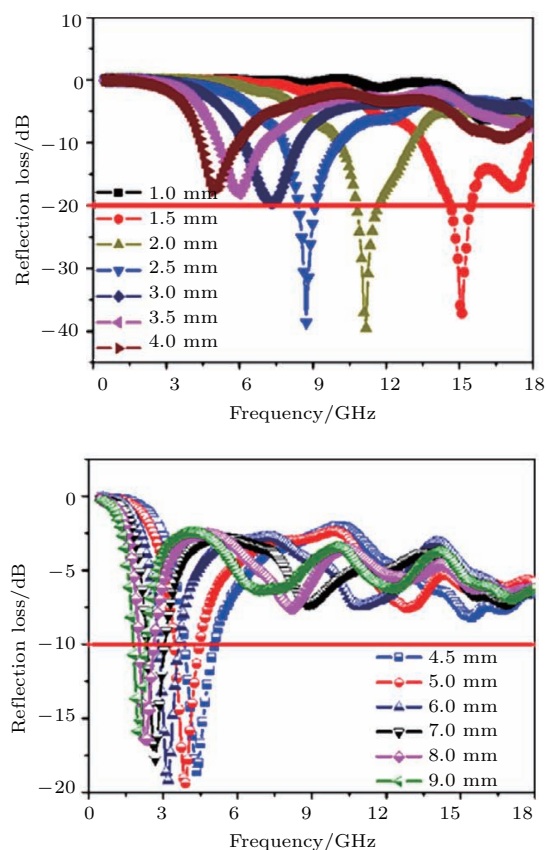 10
0
−10
−20
−30
−40
Reflection loss/dB
1.0 mm
1.5 mm
2.0 mm
2.5 mm
3.0 mm
3.5 mm
4.0 mm
0 3 6 9 12 15 18
Frequency/GHz
0
−5
−10
−15
−20
Reflection loss/dB
4.5 mm
5.0 mm
6.0 mm
7.0 mm
8.0 mm
9.0 mm
0 3 6 9 12 15 18
Frequency/GHz